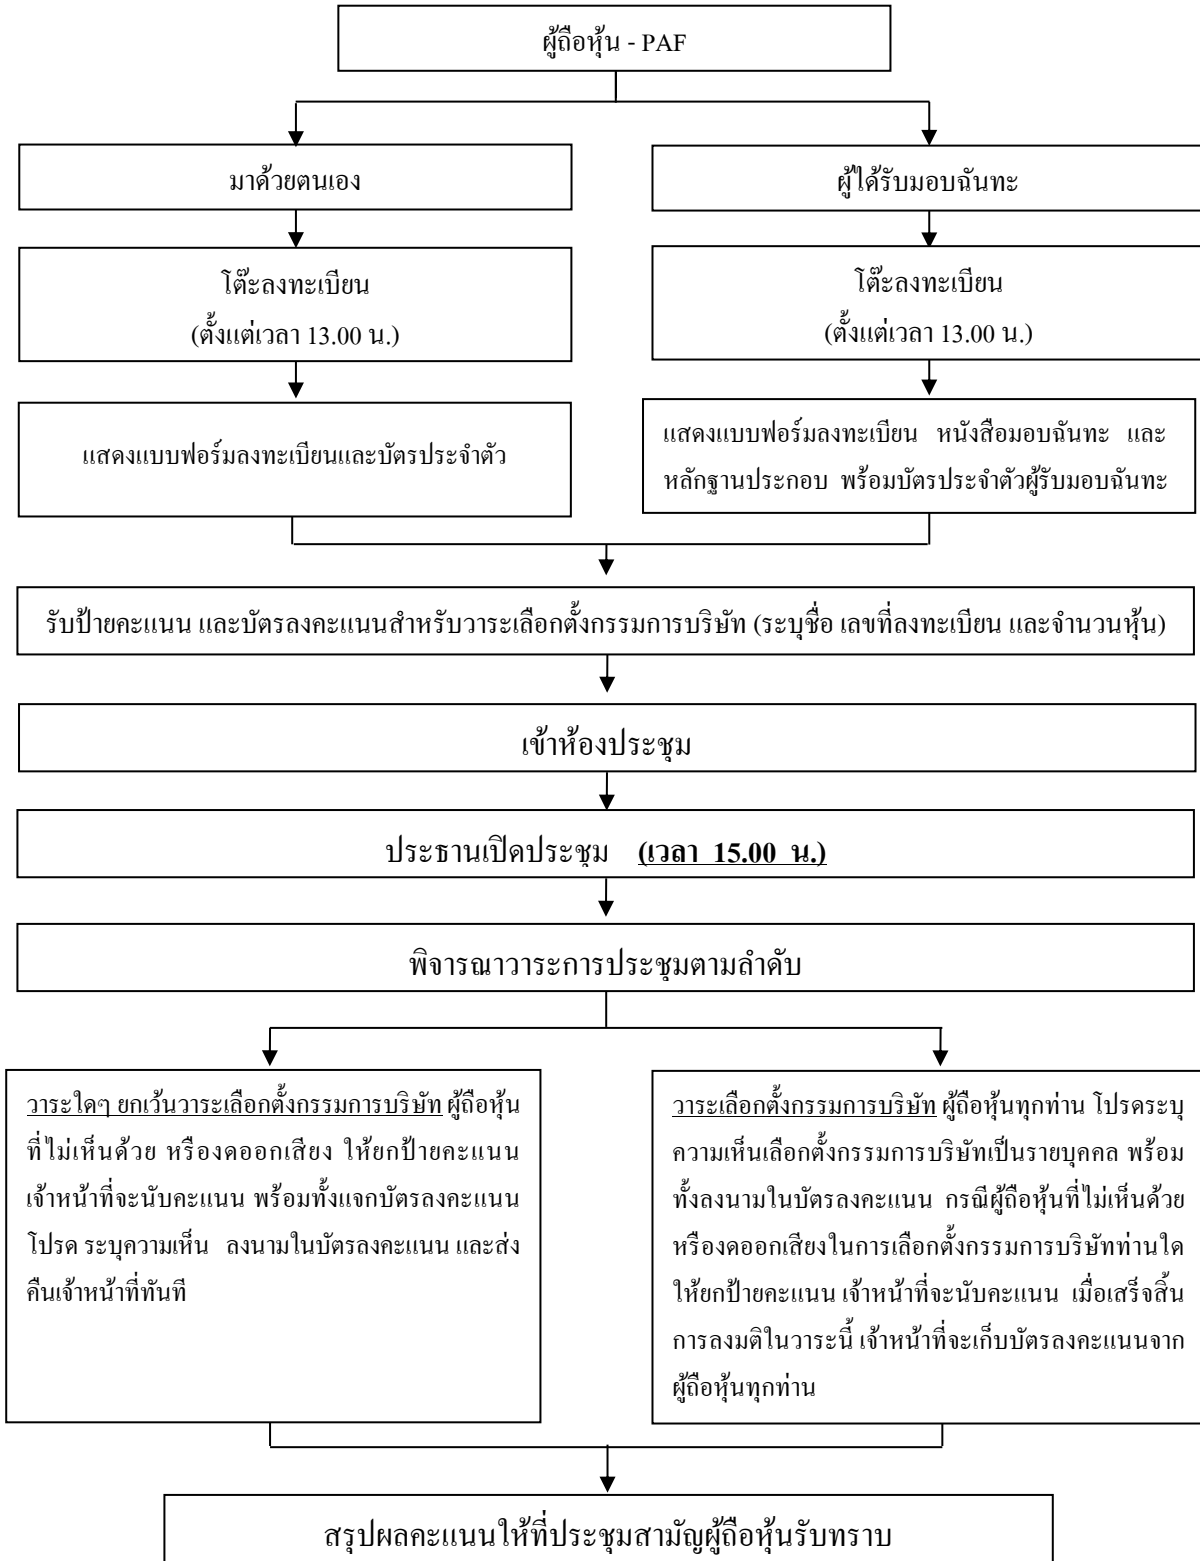 ผู้ถือหุ้น - PAF
มาด้วยตนเอง
ผู้ได้รับมอบฉันทะ
โต๊ะลงทะเบียน
(ตั้งแต่เวลา 13.00 น.)
โต๊ะลงทะเบียน
(ตั้งแต่เวลา 13.00 น.)
แสดงแบบฟอร์มลงทะเบียนและบัตรประจำตัว
แสดงแบบฟอร์มลงทะเบียน หนังสือมอบฉันทะ และ
หลักฐานประกอบ พร้อมบัตรประจำตัวผู้รับมอบฉันทะ
รับป้ายคะแนน และบัตรลงคะแนนสำหรับวาระเลือกตั้งกรรมการบริษัท (ระบุชื่อ เลขที่ลงทะเบียน และจำนวนหุ้น)
เข้าห้องประชุม
ประธานเปิดประชุม (เวลา 15.00 น.)
พิจารณาวาระการประชุมตามลำดับ
วาระใดๆ ยกเว้นวาระเลือกตั้งกรรมการบริษัท ผู้ถือหุ้น
ที่ไม่เห็นด้วย หรืองดออกเสียง ให้ยกป้ายคะแนน
เจ้าหน้าที่จะนับคะแนน พร้อมทั้งแจกบัตรลงคะแนน
โปรด ระบุความเห็น ลงนามในบัตรลงคะแนน และส่ง
คืนเจ้าหน้าที่ทันที
วาระเลือกตั้งกรรมการบริษัท ผู้ถือหุ้นทุกท่าน โปรดระบุ
ความเห็นเลือกตั้งกรรมการบริษัทเป็นรายบุคคล พร้อม
ทั้งลงนามในบัตรลงคะแนน กรณีผู้ถือหุ้นที่ไม่เห็นด้วย
หรืองดออกเสียงในการเลือกตั้งกรรมการบริษัทท่านใด
ให้ยกป้ายคะแนน เจ้าหน้าที่จะนับคะแนน เมื่อเสร็จสิ้น
การลงมติในวาระนี้ เจ้าหน้าที่จะเก็บบัตรลงคะแนนจาก
ผู้ถือหุ้นทุกท่าน
สรุปผลคะแนนให้ที่ประชุมสามัญผู้ถือหุ้นรับทราบ